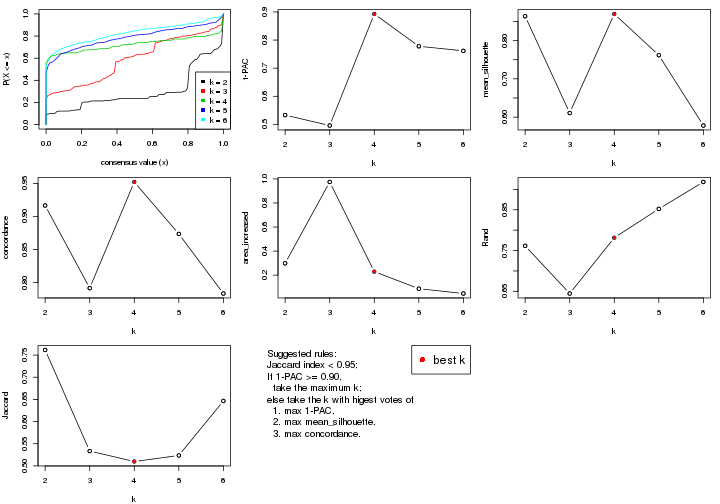 P(X <= x)
0.0 0.2 0.4 0.6 0.8 1.0
0.0 0.2 0.4 0.6 0.8 1.0
consensus value (x)
k = 2
k = 3
k = 4
k = 5
k = 6
1-PAC
0.5 0.6 0.7 0.8 0.9
2 3 4 5 6
k
mean_silhouette
0.60 0.70 0.80
2 3 4 5 6
k
concordance
0.80 0.85 0.90 0.95
2 3 4 5 6
k
area_increased
0.2 0.4 0.6 0.8 1.0
2 3 4 5 6
k
Rand
0.65 0.75 0.85
2 3 4 5 6
k
Jaccard
0.50 0.55 0.60 0.65 0.70 0.75
2 3 4 5 6
k
Suggested rules:
Jaccard index < 0.95;
If 1-PAC >= 0.90,
take the maximum k;
else take the k with higest votes of
1. max 1-PAC,
2. max mean_silhouette,
3. max concordance.
best k